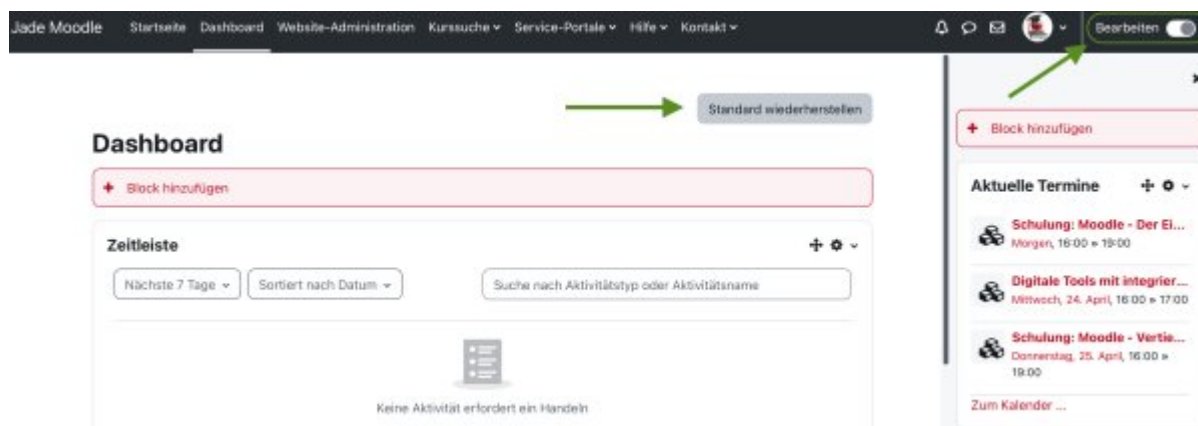 Jade Moodle Startseite Dashboard Website-Administration Kurssuche Service-Portale Hilfe Kontakt Bearbeiten
Standard wiederherstellen
Dashboard
+ Block hinzufügen
Zeitleiste
Nächste 7 Tage Sortiert nach Datum Suche nach Aktivitätstyp oder Aktivitätsname
Keine Aktivität erfordert ein Handeln
+ Block hinzufügen
Aktuelle Termine
Schulung: Moodle - Der Ei...
Morgen, 16:00 » 19:00
Digitale Tools mit integrier...
Mittwoch, 24. April, 16:00 » 17:00
Schulung: Moodle - Vertie...
Donnerstag, 25. April, 16:00 »
19:00
Zum Kalender ...